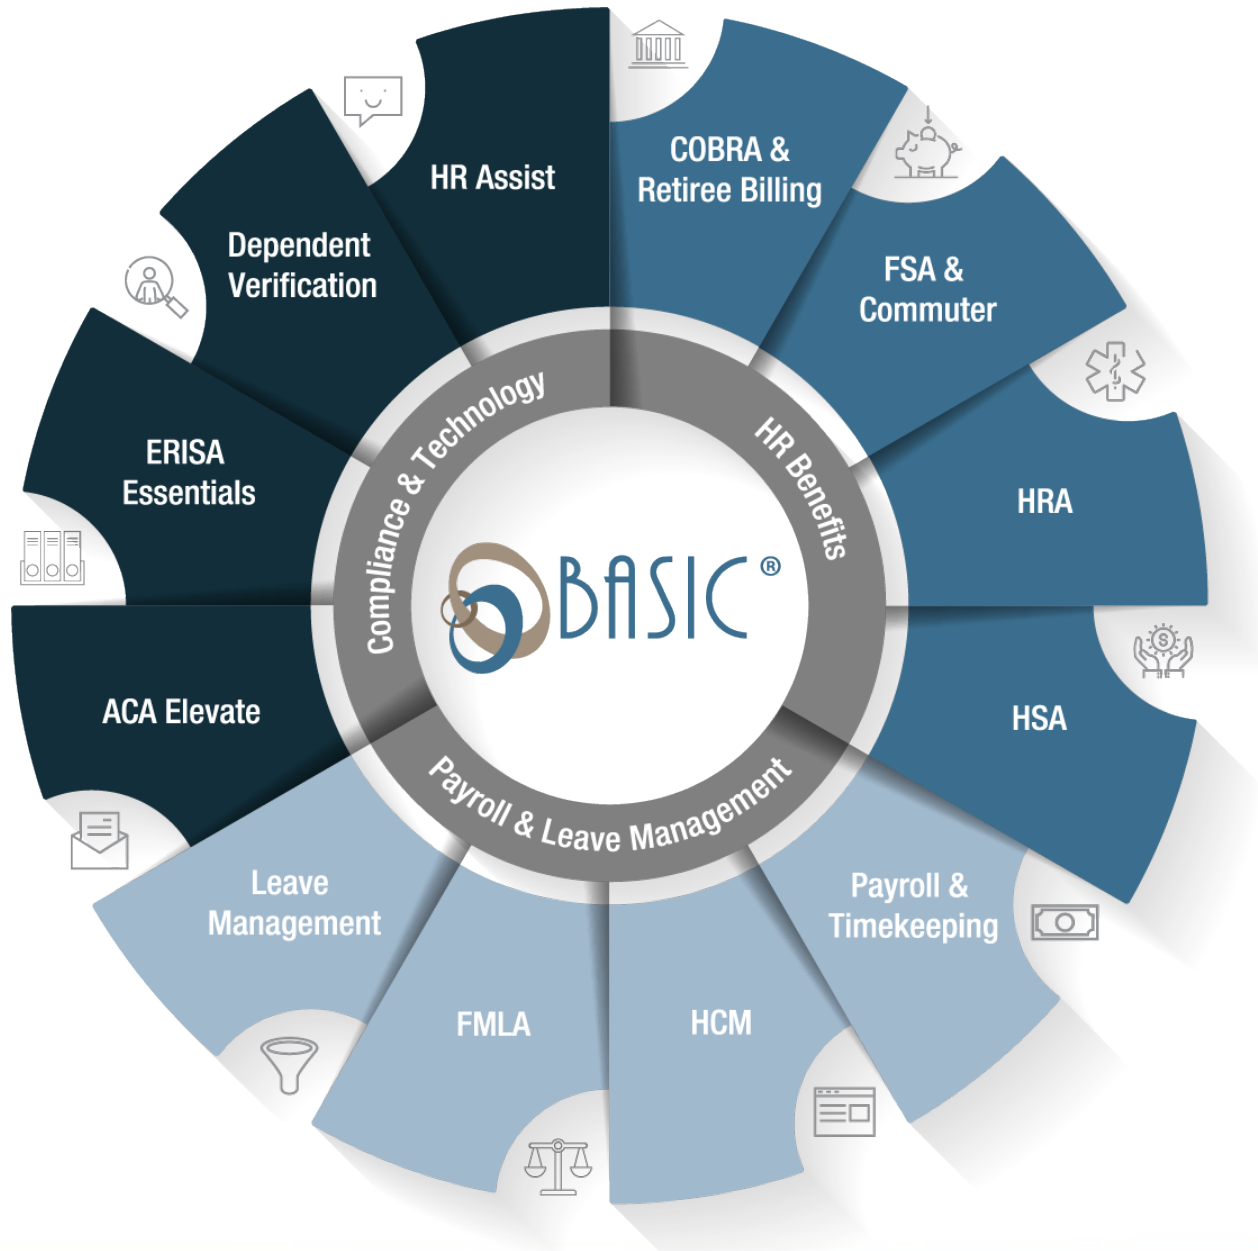 HR Assist
COBRA &
Retiree Billing
Dependent
Verification
FSA &
Commuter
ERISA
Essentials
HRA
ACA Elevate
HSA
Leave
Management
Payroll &
Timekeeping
FMLA
HCM
Compliance & Technology
HR Benefits
Payroll & Leave Management
BASIC®
S